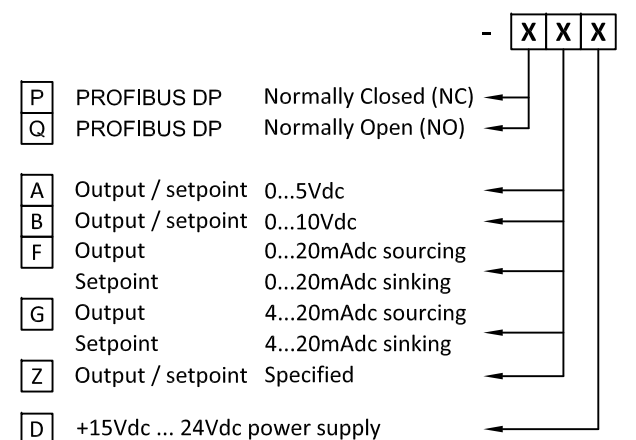 - X X X
P PROFIBUS DP Normally Closed (NC)
Q PROFIBUS DP Normally Open (NO)
A Output / setpoint 0...5Vdc
B Output / setpoint 0...10Vdc
F Output 0...20mAdc sourcing
Setpoint 0...20mAdc sinking
G Output 4...20mAdc sourcing
Setpoint 4...20mAdc sinking
Z Output / setpoint Specified
D +15Vdc ... 24Vdc power supply